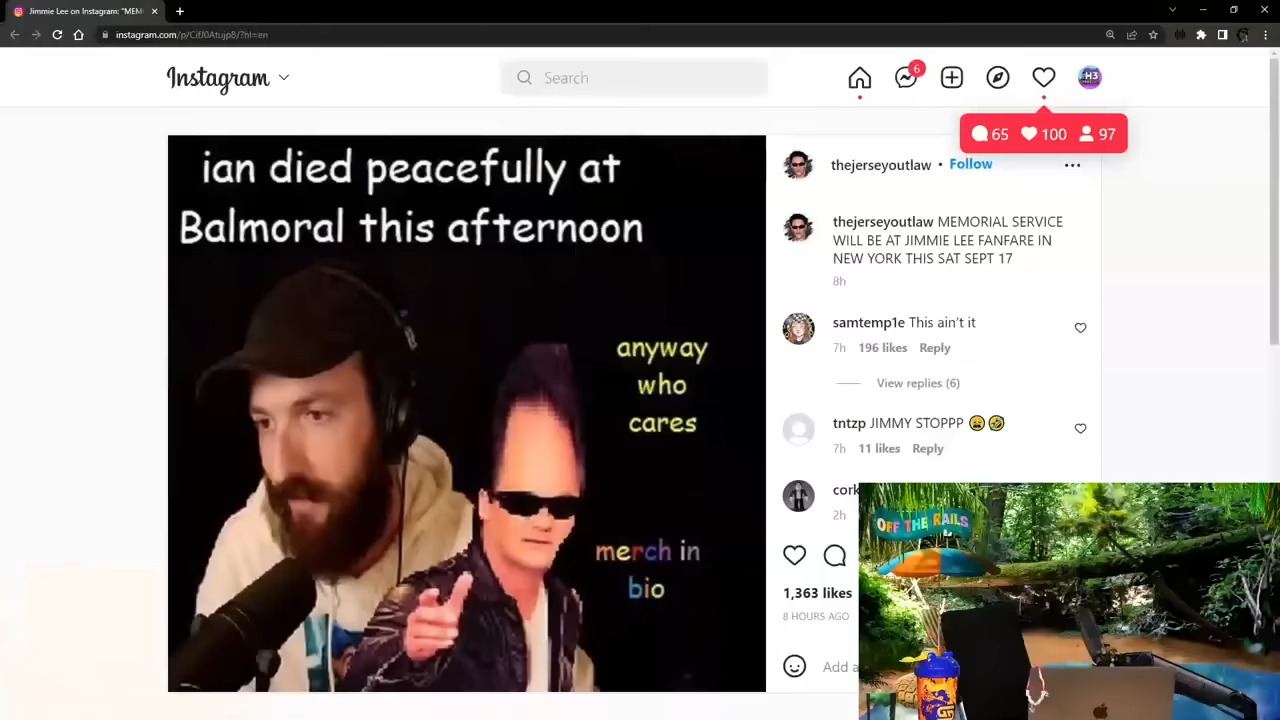 Jimmie Lee on Instagram: "MEM
instagram.com/p/CifJ0Atujp8/?hl=en
Instagram
Search
6
#H3
65 100 97
ian died peacefully at
Balmoral this afternoon
anyway
who
cares
merch in
bio
thejerseyoutlaw • Follow
thejerseyoutlaw MEMORIAL SERVICE
WILL BE AT JIMMIE LEE FANFARE IN
NEW YORK THIS SAT SEPT 17
8h
samtemp1e This ain't it
7h 196 likes Reply
View replies (6)
tntzp JIMMY STOPPP 😩🤣
7h 11 likes Reply
cork
2h
1,363 likes
8 HOURS AGO
Add a
OFF THE RAILS